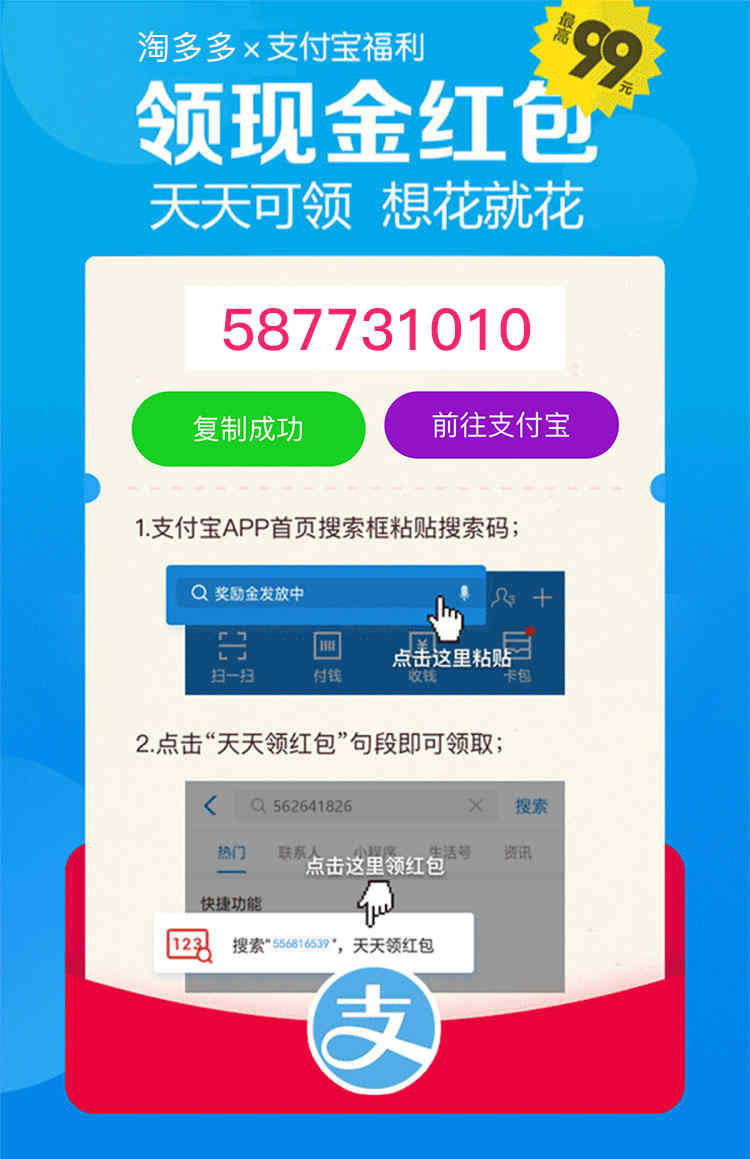 淘多多×支付宝福利
最高99元
领现金红包
天天可领 想花就花
587731010
复制成功
前往支付宝
1.支付宝APP首页搜索框粘贴搜索码；
奖励金发放中
点击这里粘贴
扫一扫
付钱
收钱
卡包
2.点击“天天领红包”句段即可领取；
562641826
搜索
热门
联系人
小程序
生活号
资讯
点击这里领红包
快捷功能
123
搜索“556816539”，天天领红包
支